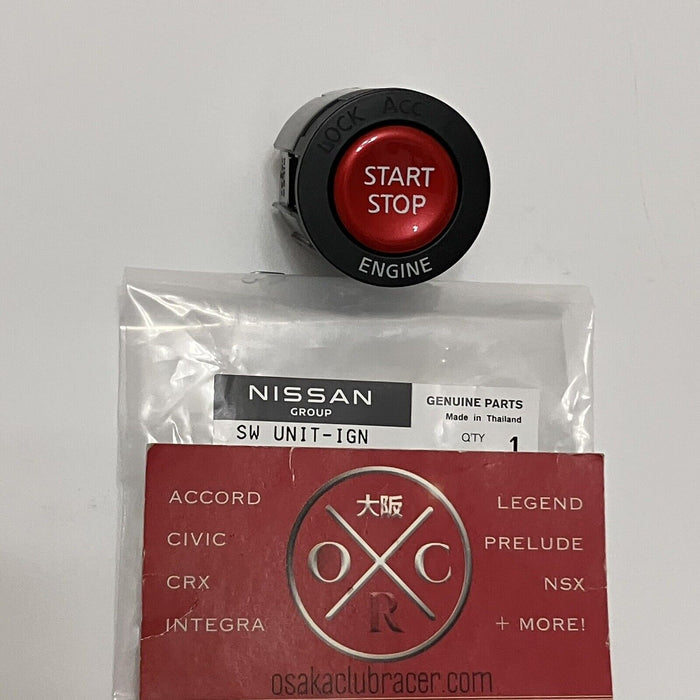 LOCK ACC
START
STOP
ENGINE
NISSAN
GROUP
GENUINE PARTS
Made in Thailand
SW UNIT-IGN
QTY 1
ACCORD
CIVIC
CRX
INTEGRA
大阪
O C
R
LEGEND
PRELUDE
NSX
+ MORE!
osakaclubracer.com